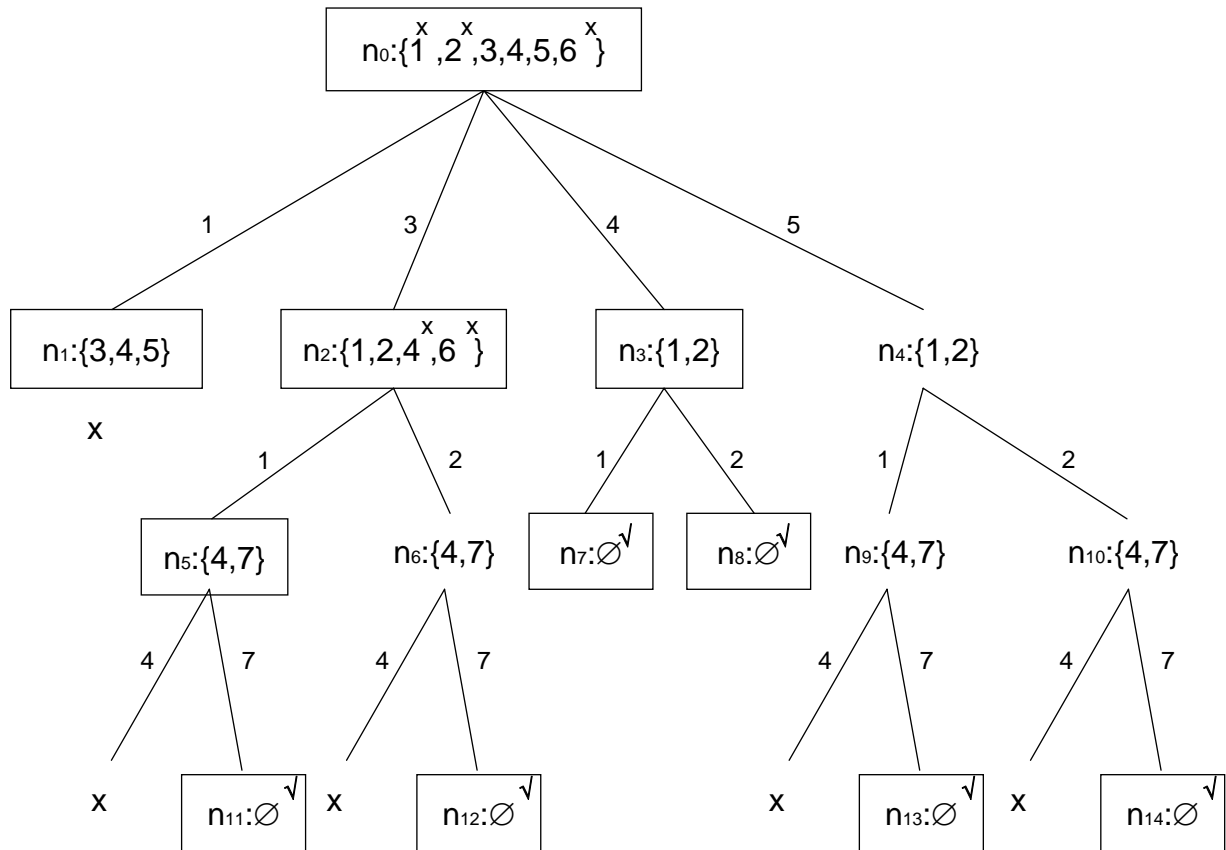 n₀:{1ˣ,2ˣ,3,4,5,6ˣ}
1 3 4 5
n₁:{3,4,5} n₂:{1,2,4ˣ,6ˣ} n₃:{1,2} n₄:{1,2}
x
1 2 1 2 1 2
n₅:{4,7} n₆:{4,7} n₇:∅√ n₈:∅√ n₉:{4,7} n₁₀:{4,7}
4 7 4 7 4 7 4 7
x n₁₁:∅√ x n₁₂:∅√ x n₁₃:∅√ x n₁₄:∅√